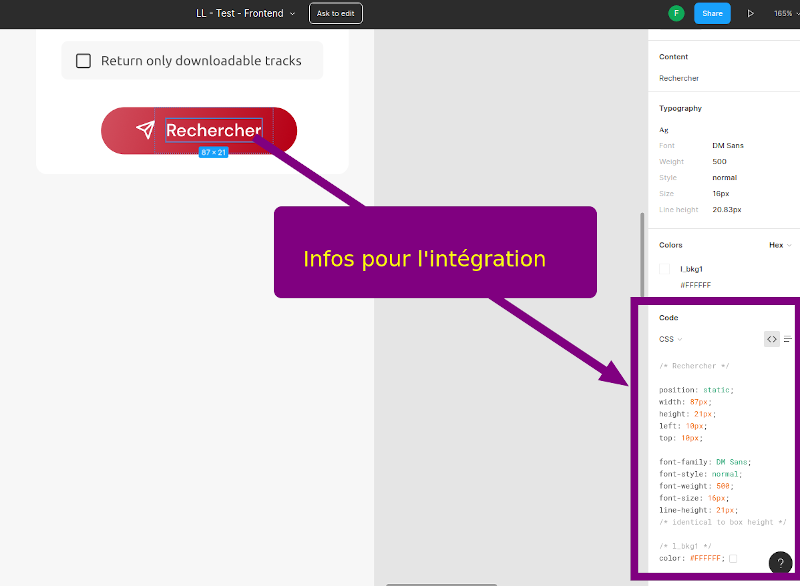 LL - Test - Frontend
Ask to edit
F
Share
165%
Return only downloadable tracks
Rechercher
87 × 21
Infos pour l'intégration
Content
Rechercher
Typography
Ag
Font DM Sans
Weight 500
Style normal
Size 16px
Line height 20.83px
Colors Hex
l_bkg1
#FFFFFF
Code
CSS
<>
/* Rechercher */
position: static;
width: 87px;
height: 21px;
left: 10px;
top: 10px;
font-family: DM Sans;
font-style: normal;
font-weight: 500;
font-size: 16px;
line-height: 21px;
/* identical to box height */
/* l_bkg1 */
color: #FFFFFF;
?